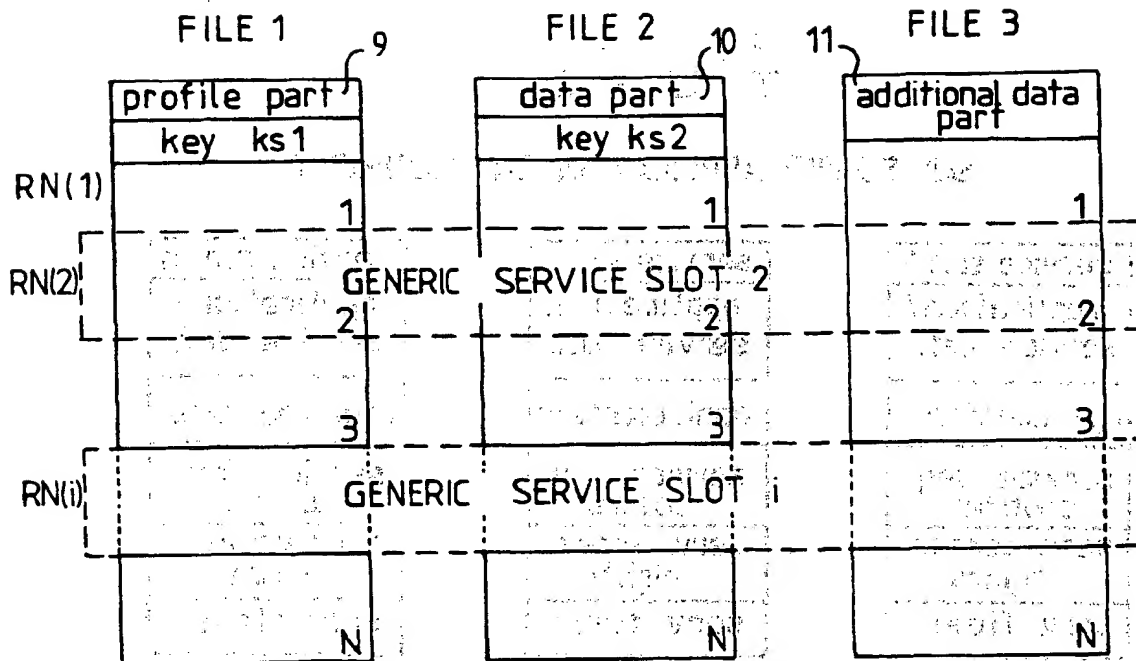 FILE 1
FILE 2
FILE 3
9
10
11
profile part
data part
additional data
part
key ks1
key ks2
RN(1)
1
1
1
RN(2)
GENERIC SERVICE SLOT 2
2
2
2
3
3
3
RN(i)
GENERIC SERVICE SLOT i
N
N
N